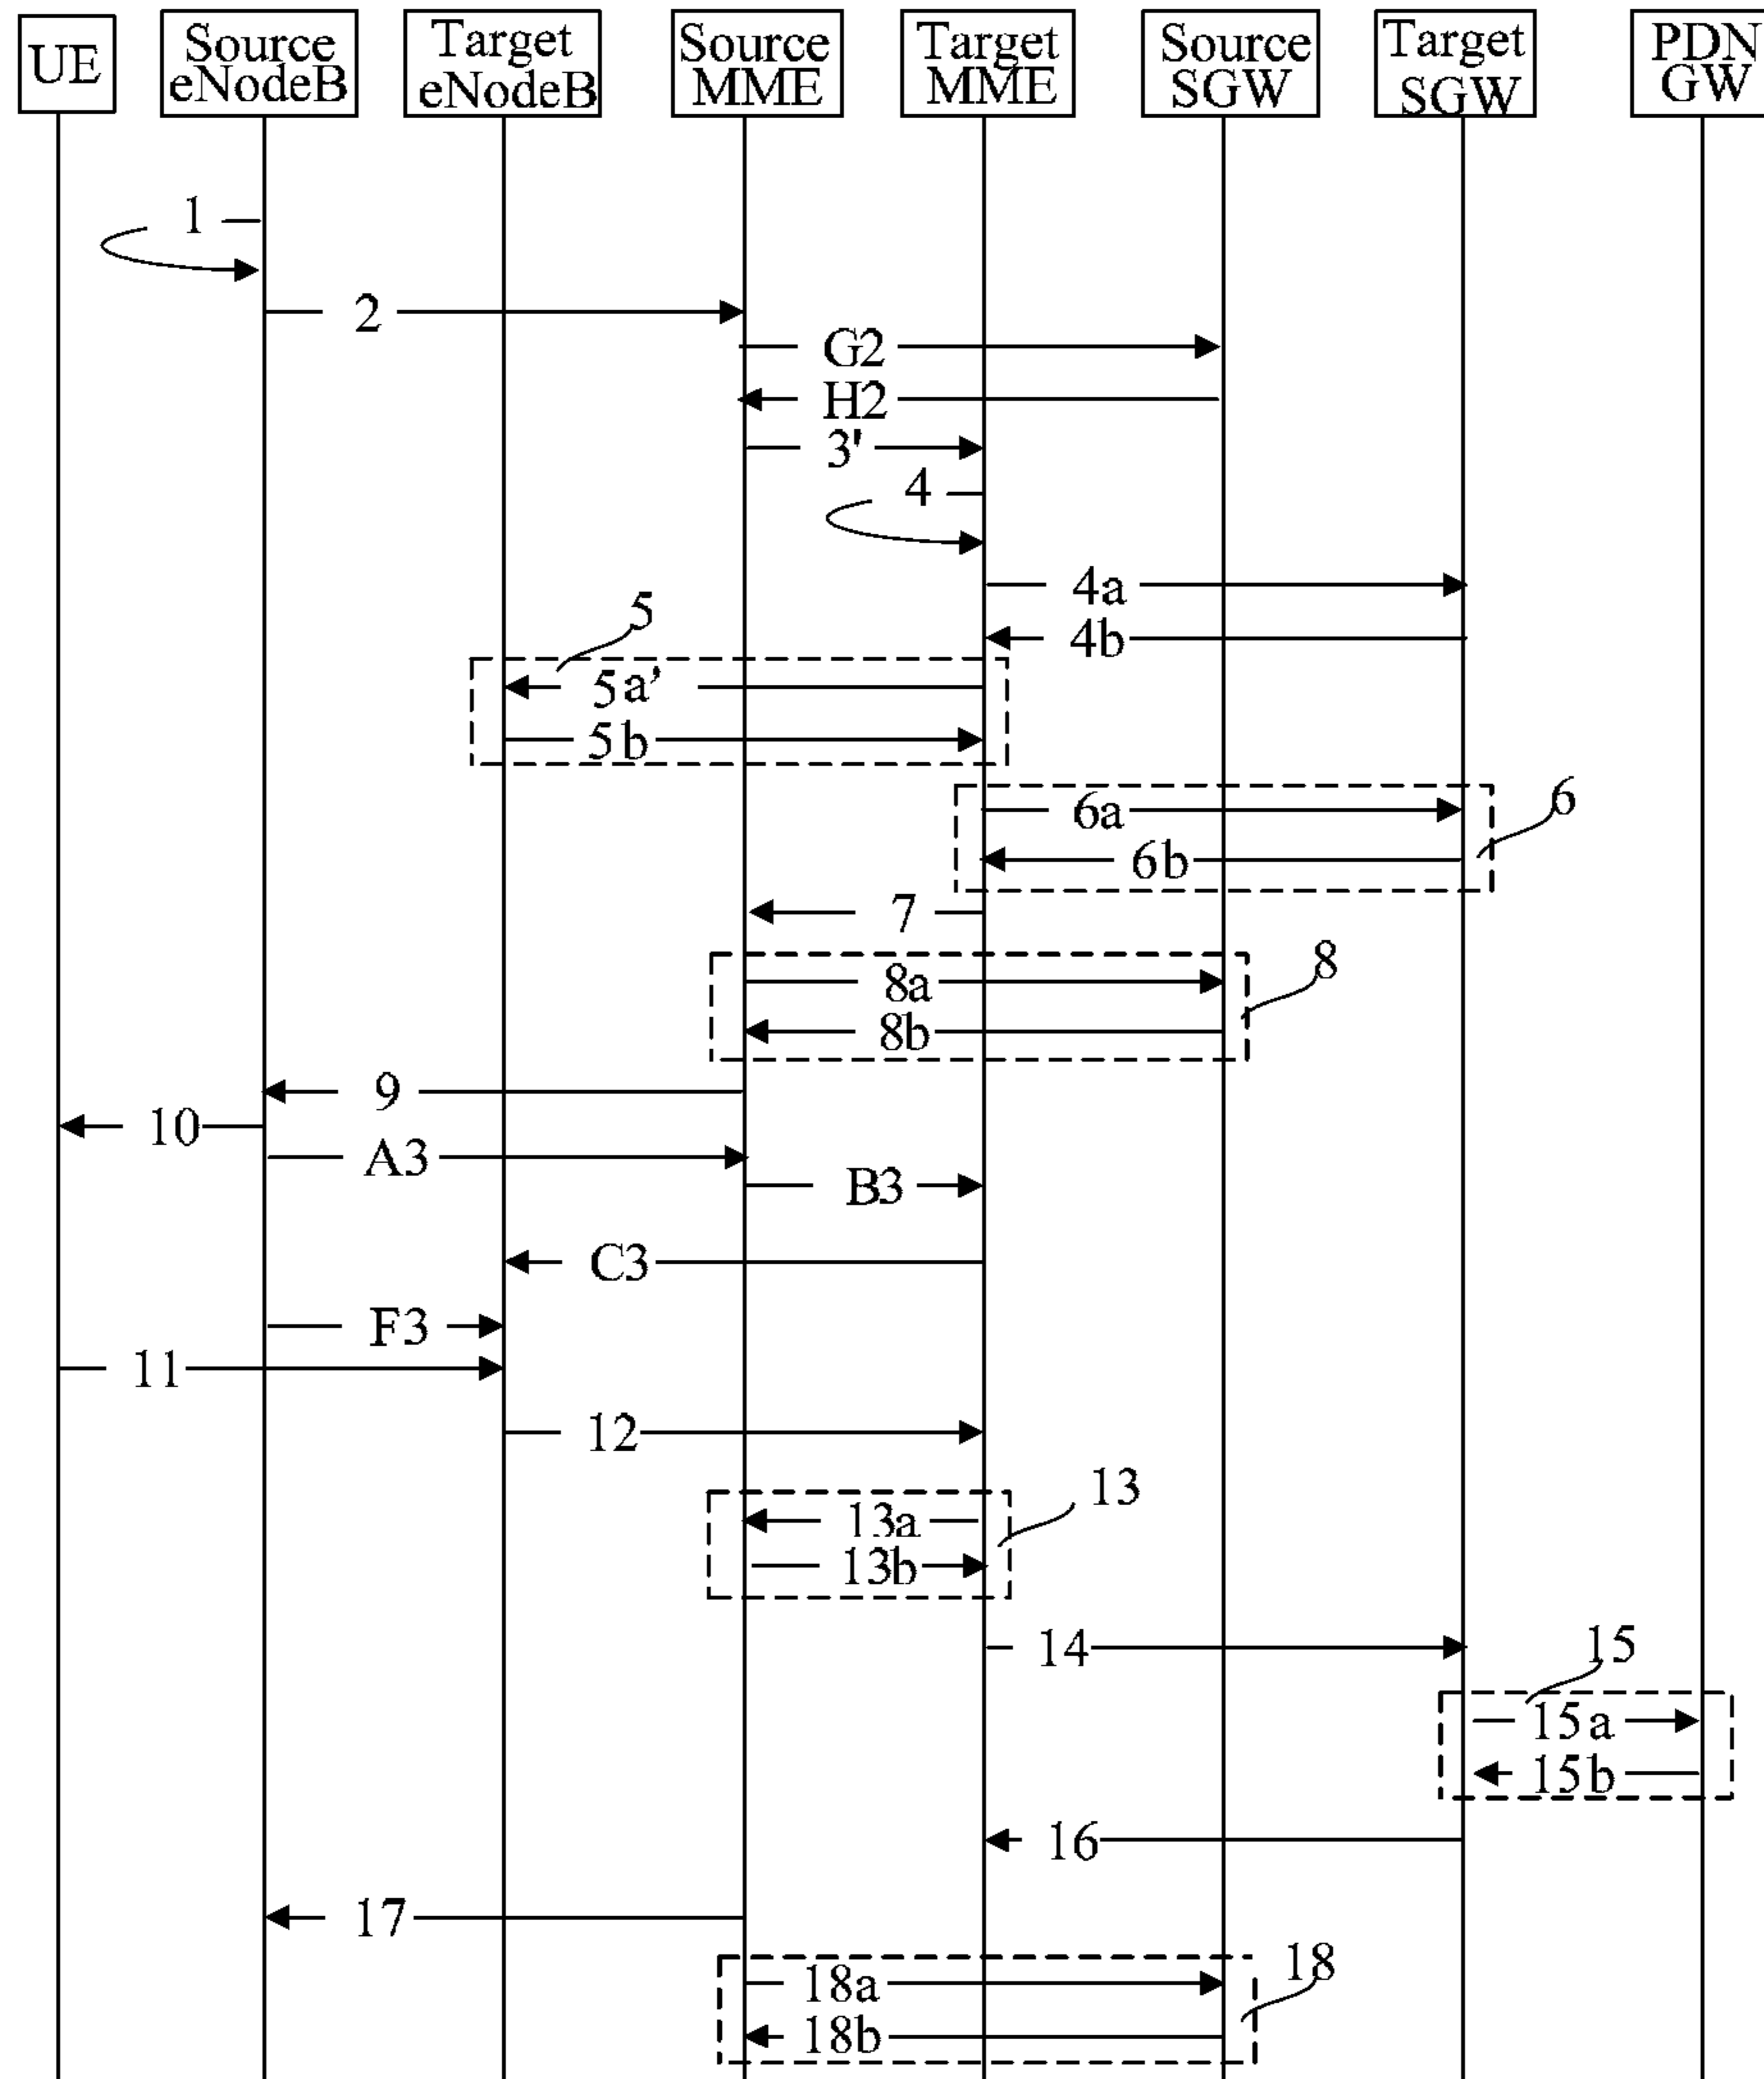 UE
Source
eNodeB
Target
eNodeB
Source
MME
Target
MME
Source
SGW
Target
SGW
PDN
GW
1
2
G2
H2
3'
4
4a
4b
5
5a'
5b
6a
6
6b
7
8a
8
8b
9
10
A3
B3
C3
F3
11
12
13
13a
13b
14
15
15a
15b
16
17
18a
18
18b